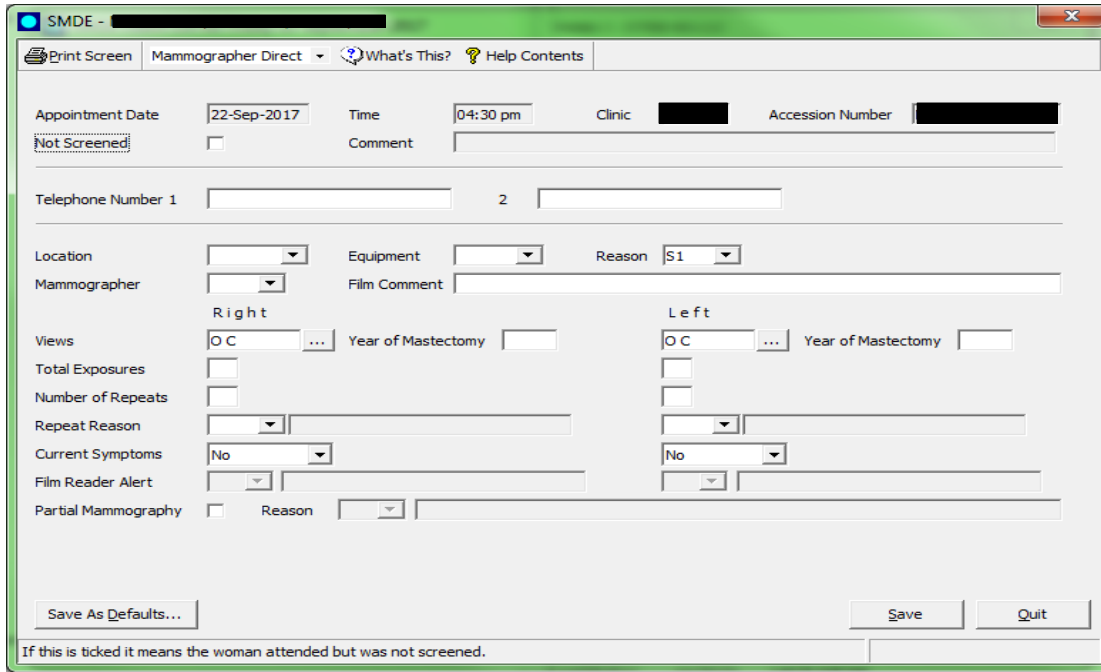 SMDE -
Print Screen Mammographer Direct What's This? Help Contents
Appointment Date 22-Sep-2017 Time 04:30 pm Clinic Accession Number
Not Screened Comment
Telephone Number 1 2
Location Equipment Reason S1
Mammographer Film Comment
Right Left
Views O C ... Year of Mastectomy O C ... Year of Mastectomy
Total Exposures
Number of Repeats
Repeat Reason
Current Symptoms No No
Film Reader Alert
Partial Mammography Reason
Save As Defaults... Save Quit
If this is ticked it means the woman attended but was not screened.